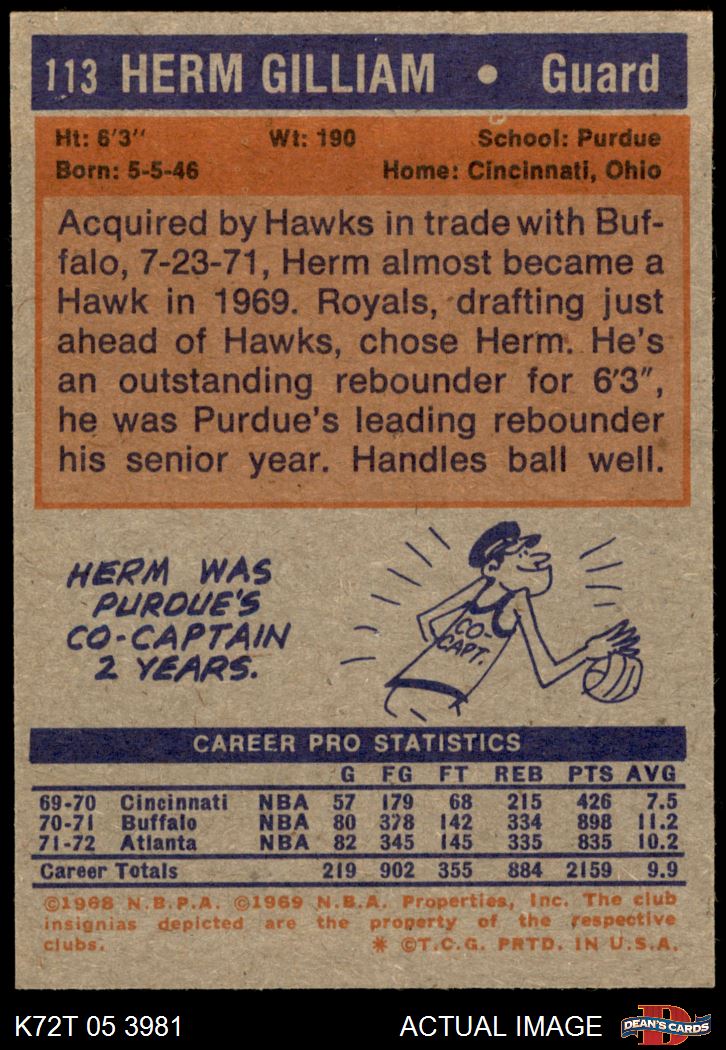 113 HERM GILLIAM • Guard
Ht: 6'3" Wt: 190 School: Purdue
Born: 5-5-46 Home: Cincinnati, Ohio
Acquired by Hawks in trade with Buf-
falo, 7-23-71, Herm almost became a
Hawk in 1969. Royals, drafting just
ahead of Hawks, chose Herm. He's
an outstanding rebounder for 6'3",
he was Purdue's leading rebounder
his senior year. Handles ball well.
HERM WAS
PURDUE'S
CO-CAPTAIN
2 YEARS.
CO-
CAPT.
CAREER PRO STATISTICS
G FG FT REB PTS AVG
69-70 Cincinnati NBA 57 179 68 215 426 7.5
70-71 Buffalo NBA 80 378 142 334 898 11.2
71-72 Atlanta NBA 82 345 145 335 835 10.2
Career Totals 219 902 355 884 2159 9.9
©1968 N.B.P.A. ©1969 N.B.A. Properties, Inc. The club
insignias depicted are the property of the respective
clubs. * ©T.C.G. PRTD. IN U.S.A.
K72T 05 3981 ACTUAL IMAGE D DEAN'S CARDS